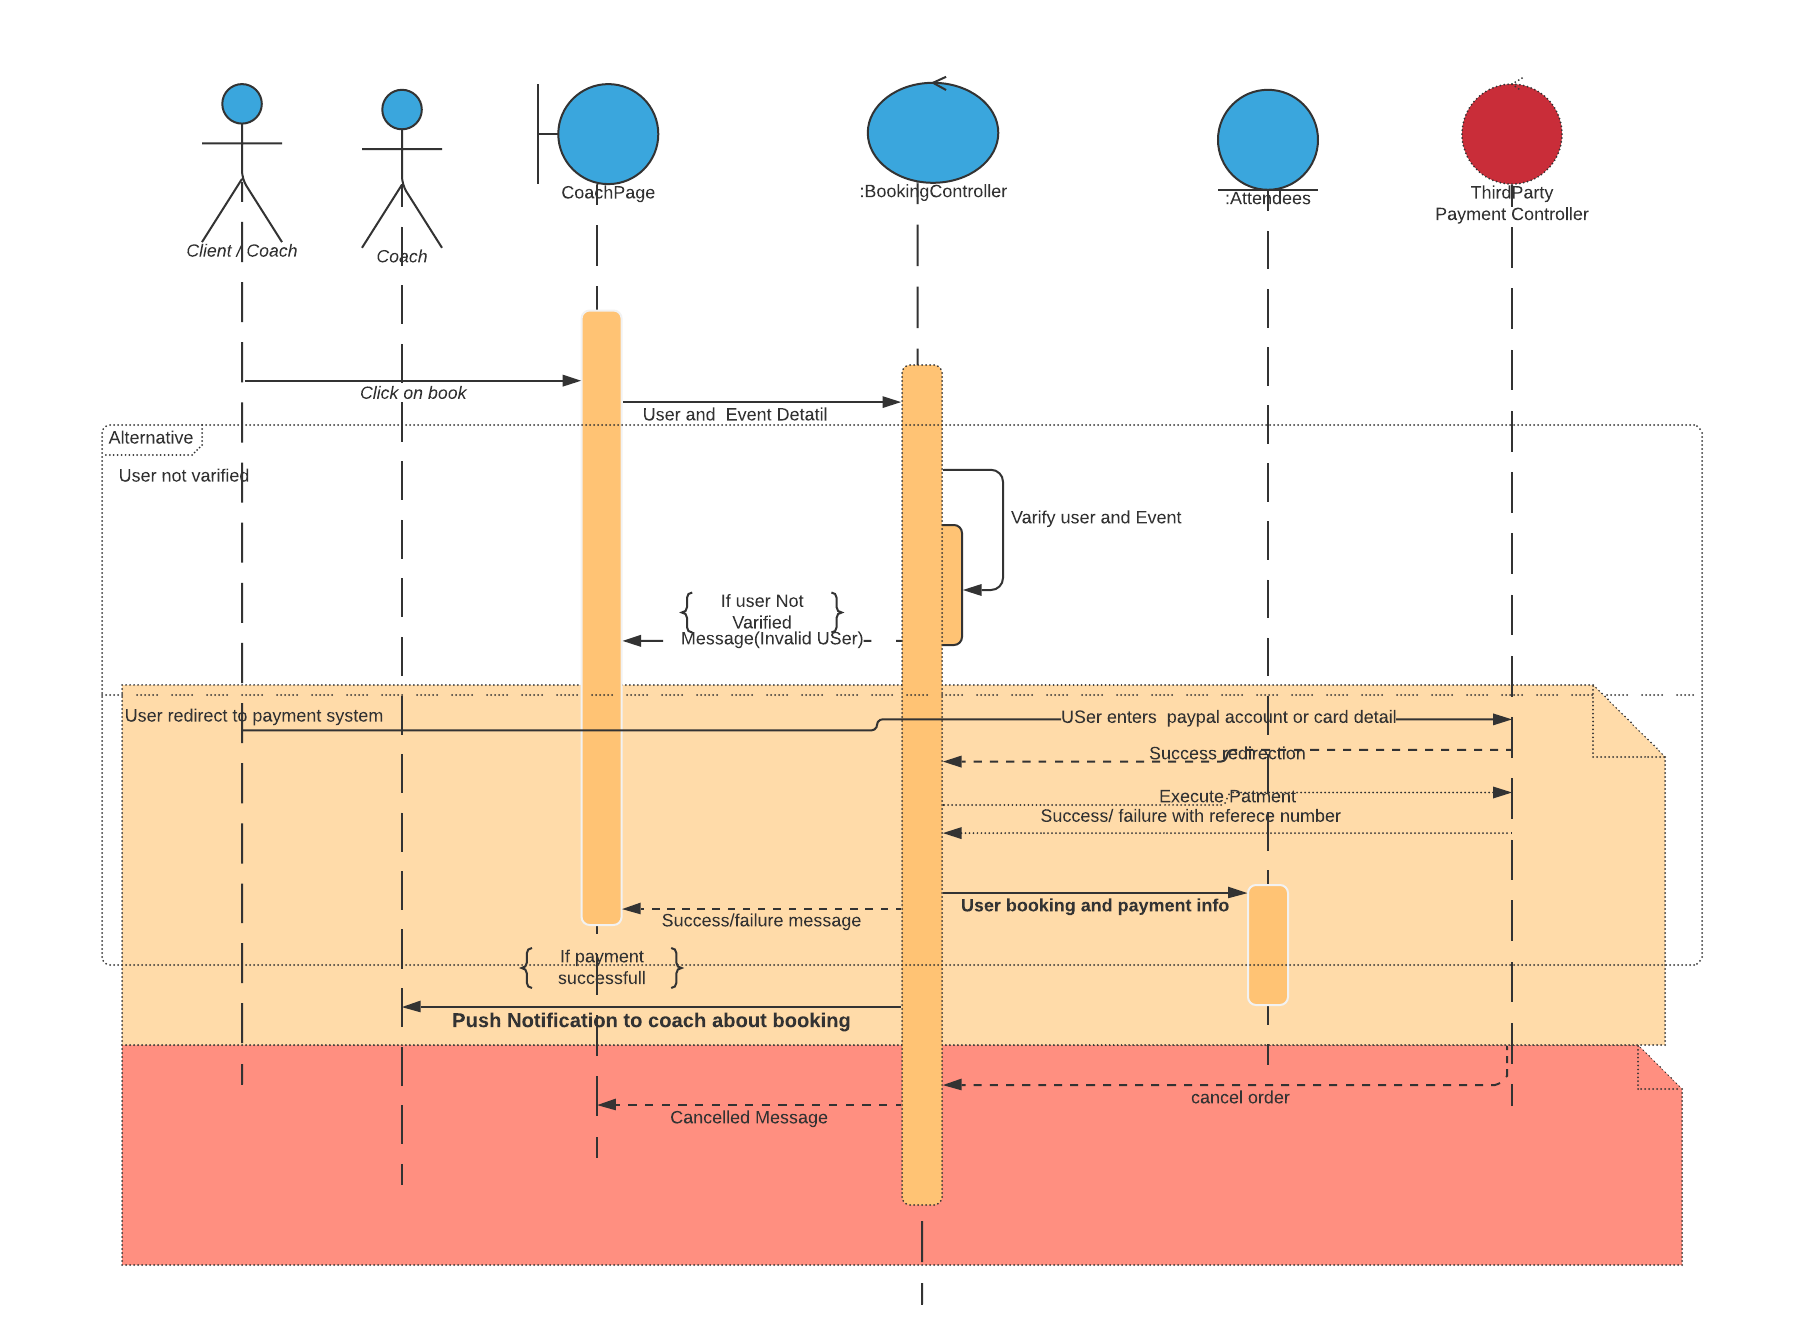 Client / Coach
Coach
CoachPage
:BookingController
:Attendees
ThirdParty
Payment Controller
Click on book
User and  Event Detatil
Alternative
User not varified
Varify user and Event
If user Not
Varified
Message(Invalid USer)
User redirect to payment system
USer enters  paypal account or card detail
Success redirection
Execute Patment
Success/ failure with referece number
User booking and payment info
Success/failure message
If payment
successfull
Push Notification to coach about booking
cancel order
Cancelled Message